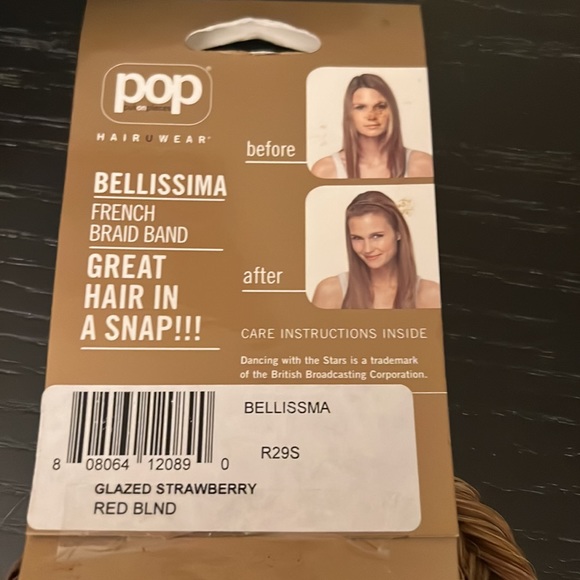 pop
HAIRUWEAR
before
BELLISSIMA
FRENCH
BRAID BAND
GREAT
HAIR IN
A SNAP!!!
after
CARE INSTRUCTIONS INSIDE
Dancing with the Stars is a trademark
of the British Broadcasting Corporation.
BELLISSMA
R29S
8 08064 12089 0
GLAZED STRAWBERRY
RED BLND